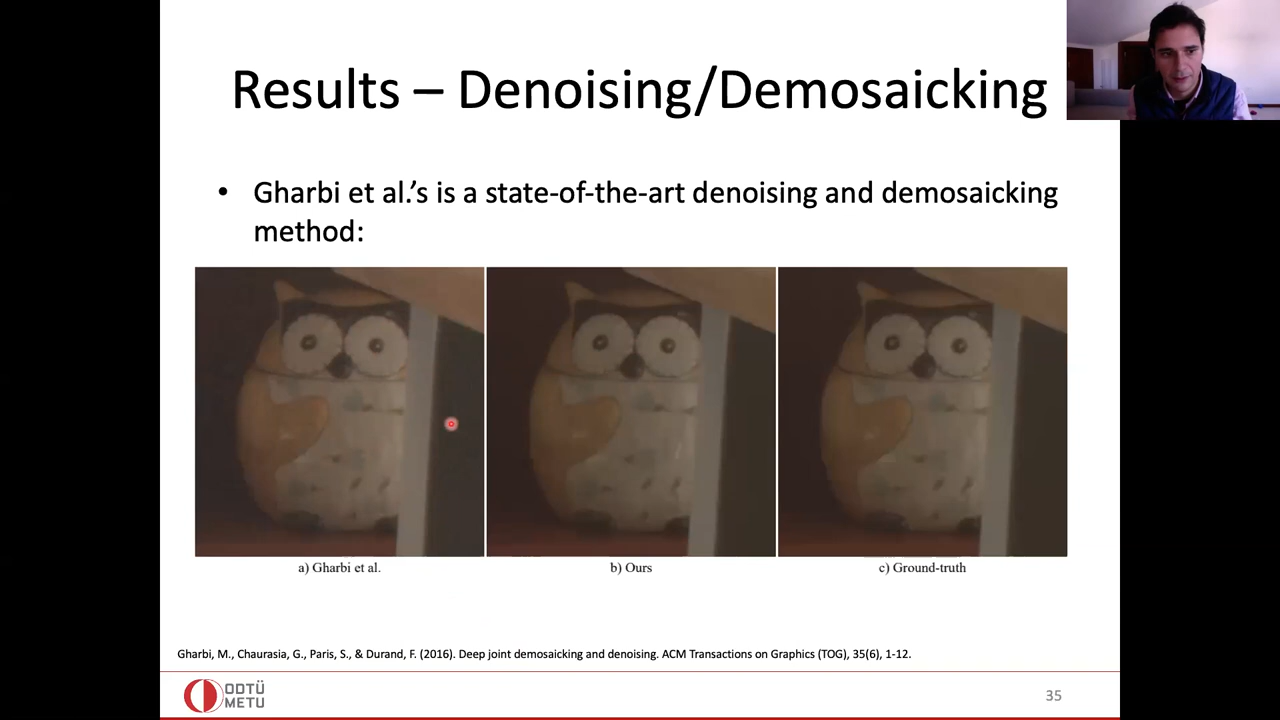 Results – Denoising/Demosaicking
• Gharbi et al.'s is a state-of-the-art denoising and demosaicking
method:
a) Gharbi et al.
b) Ours
c) Ground-truth
Gharbi, M., Chaurasia, G., Paris, S., & Durand, F. (2016). Deep joint demosaicking and denoising. ACM Transactions on Graphics (TOG), 35(6), 1-12.
ODTÜ
METU
35